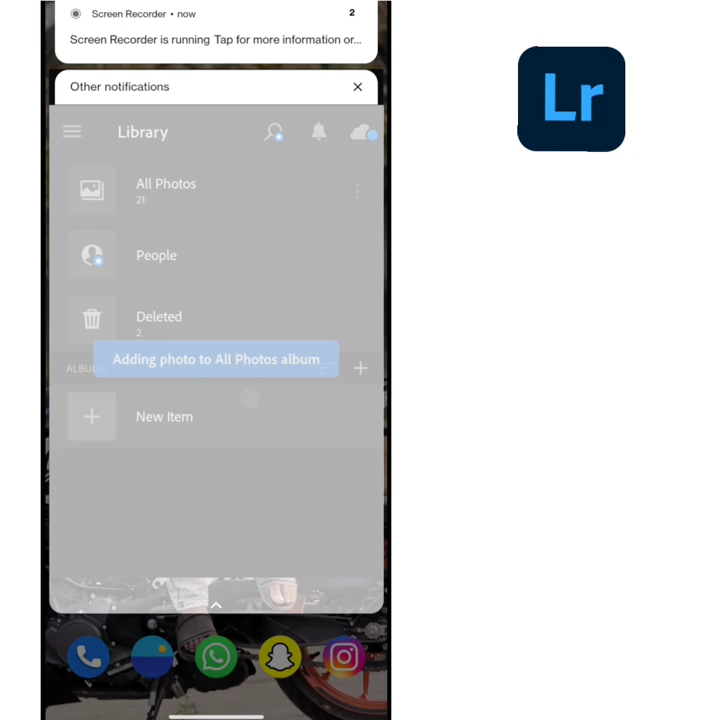 Screen Recorder • now
2
Screen Recorder is running Tap for more information or...
Other notifications
Library
All Photos
21
People
Deleted
2
Adding photo to All Photos album
New Item
Lr